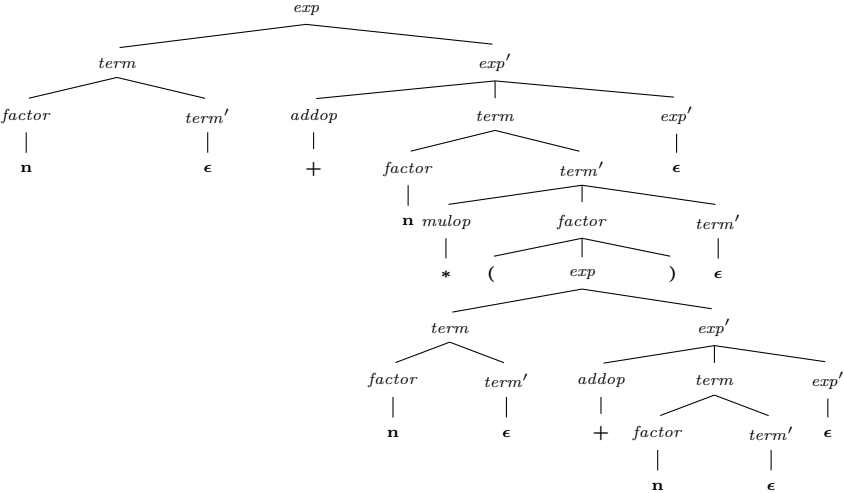 exp
term exp′
factor term′ addop term exp′
n ϵ + factor term′ ϵ
n mulop factor term′
* ( exp ) ϵ
term exp′
factor term′ addop term exp′
n ϵ + factor term′ ϵ
n ϵ